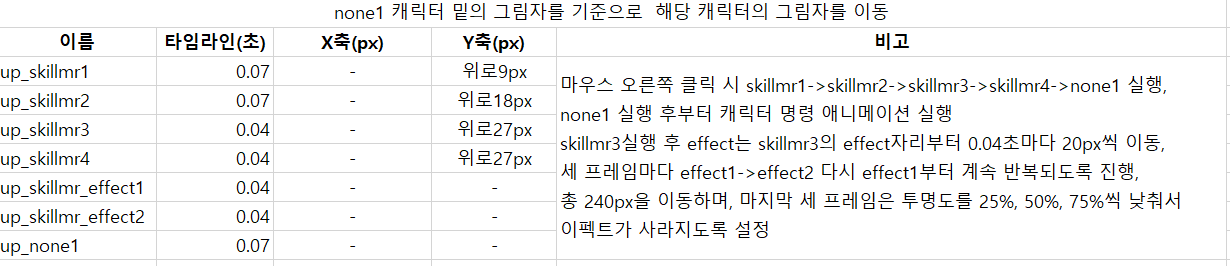 none1 캐릭터 밑의 그림자를 기준으로  해당 캐릭터의 그림자를 이동
이름 타임라인(초) X축(px) Y축(px) 비고
up_skillmr1 0.07 - 위로9px
up_skillmr2 0.07 - 위로18px
up_skillmr3 0.04 - 위로27px
up_skillmr4 0.04 - 위로27px
up_skillmr_effect1 0.04 - -
up_skillmr_effect2 0.04 - -
up_none1 0.07 - -
마우스 오른쪽 클릭 시 skillmr1->skillmr2->skillmr3->skillmr4->none1 실행,
none1 실행 후부터 캐릭터 명령 애니메이션 실행
skillmr3실행 후 effect는 skillmr3의 effect자리부터 0.04초마다 20px씩 이동,
세 프레임마다 effect1->effect2 다시 effect1부터 계속 반복되도록 진행,
총 240px을 이동하며, 마지막 세 프레임은 투명도를 25%, 50%, 75%씩 낮춰서
이펙트가 사라지도록 설정